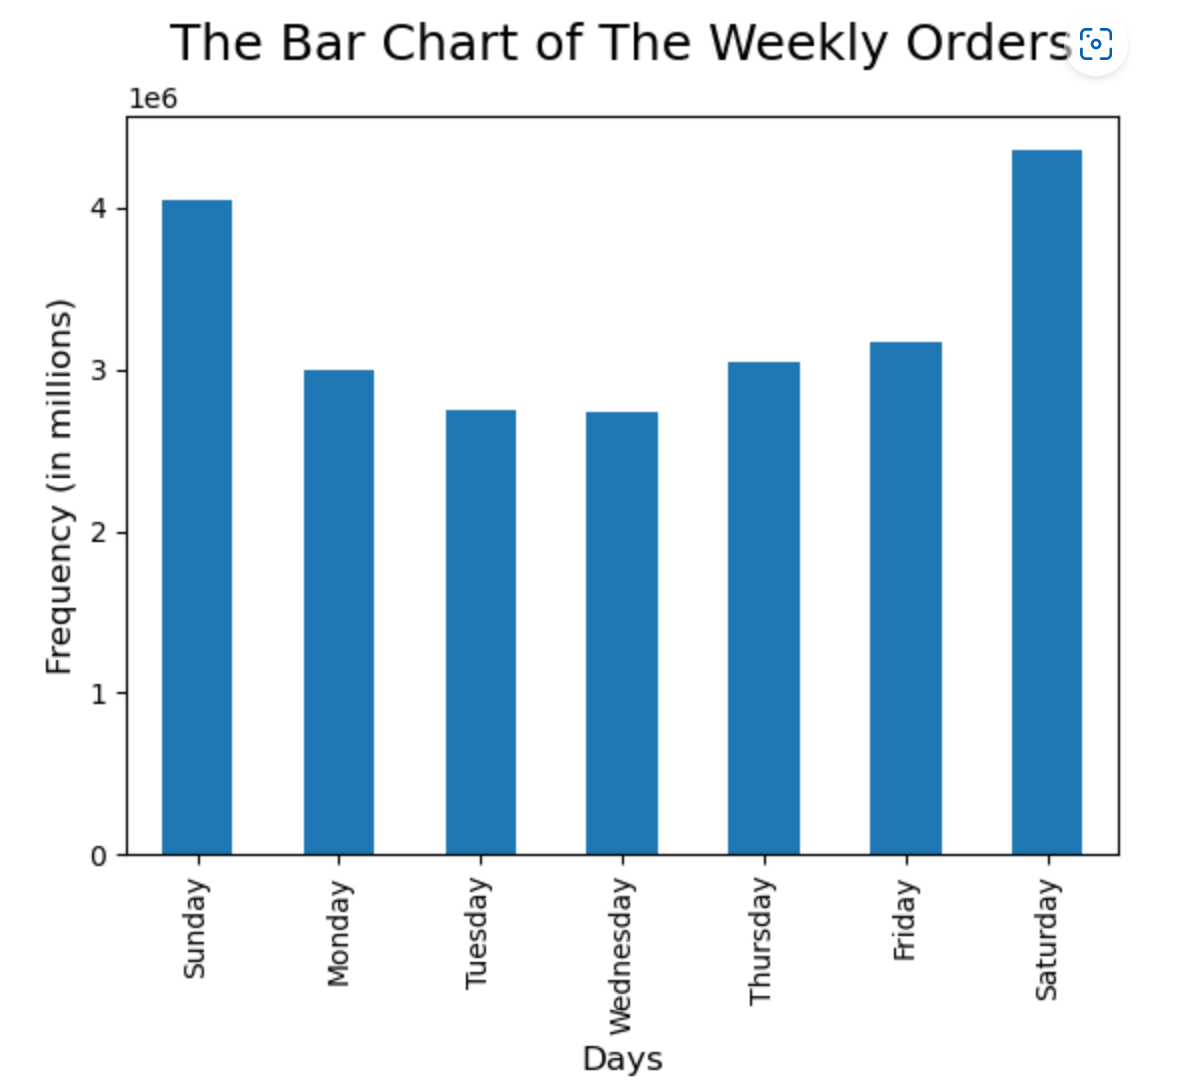 The Bar Chart of The Weekly Orders
1e6
4
3
2
1
0
Frequency (in millions)
Sunday
Monday
Tuesday
Wednesday
Thursday
Friday
Saturday
Days